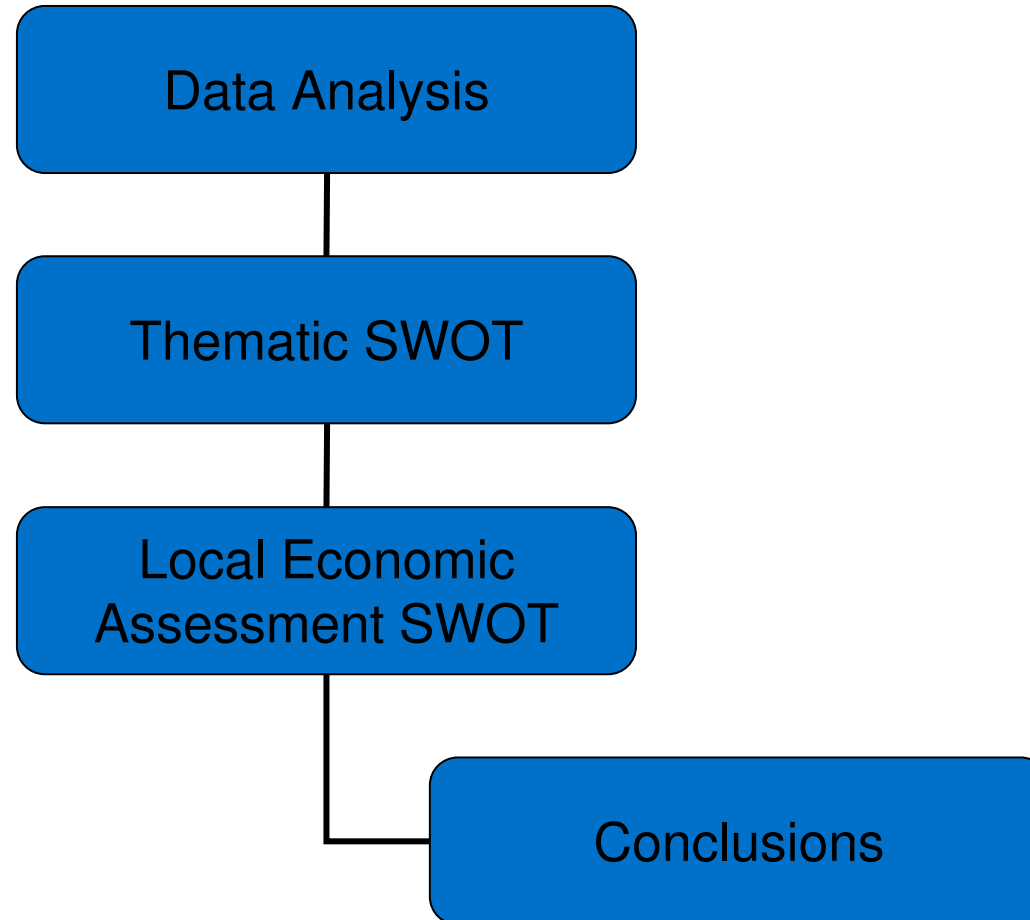 Data Analysis
Thematic SWOT
Local Economic
Assessment SWOT
Conclusions